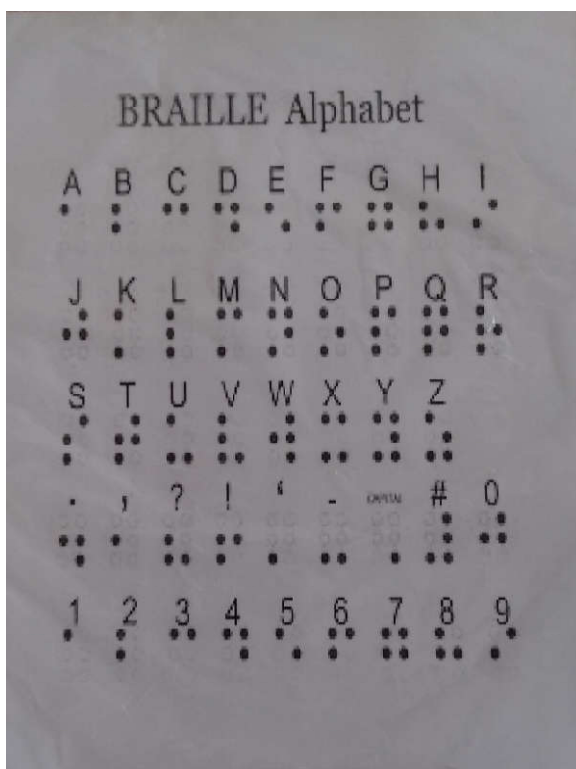 BRAILLE Alphabet
A B C D E F G H I
J K L M N O P Q R
S T U V W X Y Z
. , ? ! ‘ - CAPITAL # 0
1 2 3 4 5 6 7 8 9